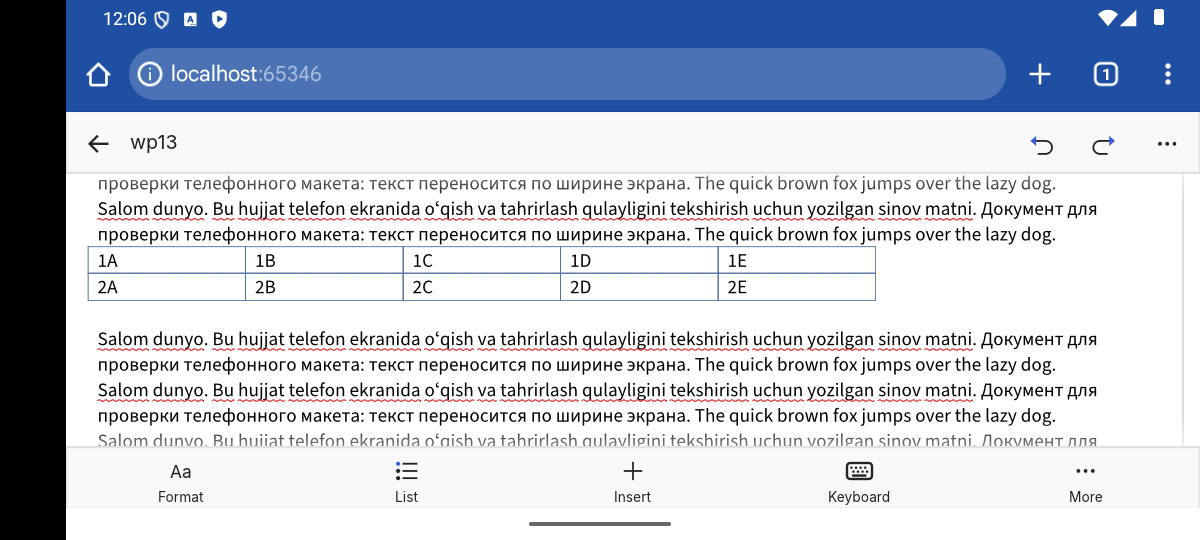 12:06
localhost:65346
1
wp13
проверки телефонного макета: текст переносится по ширине экрана. The quick brown fox jumps over the lazy dog.
Salom dunyo. Bu hujjat telefon ekranida oʻqish va tahrirlash qulayligini tekshirish uchun yozilgan sinov matni. Документ для
проверки телефонного макета: текст переносится по ширине экрана. The quick brown fox jumps over the lazy dog.
1A 1B 1C 1D 1E
2A 2B 2C 2D 2E
Salom dunyo. Bu hujjat telefon ekranida oʻqish va tahrirlash qulayligini tekshirish uchun yozilgan sinov matni. Документ для
проверки телефонного макета: текст переносится по ширине экрана. The quick brown fox jumps over the lazy dog.
Salom dunyo. Bu hujjat telefon ekranida oʻqish va tahrirlash qulayligini tekshirish uchun yozilgan sinov matni. Документ для
проверки телефонного макета: текст переносится по ширине экрана. The quick brown fox jumps over the lazy dog.
Salom dunyo. Bu hujjat telefon ekranida oʻqish va tahrirlash qulayligini tekshirish uchun yozilgan sinov matni. Документ для
Aa
Format List Insert Keyboard More